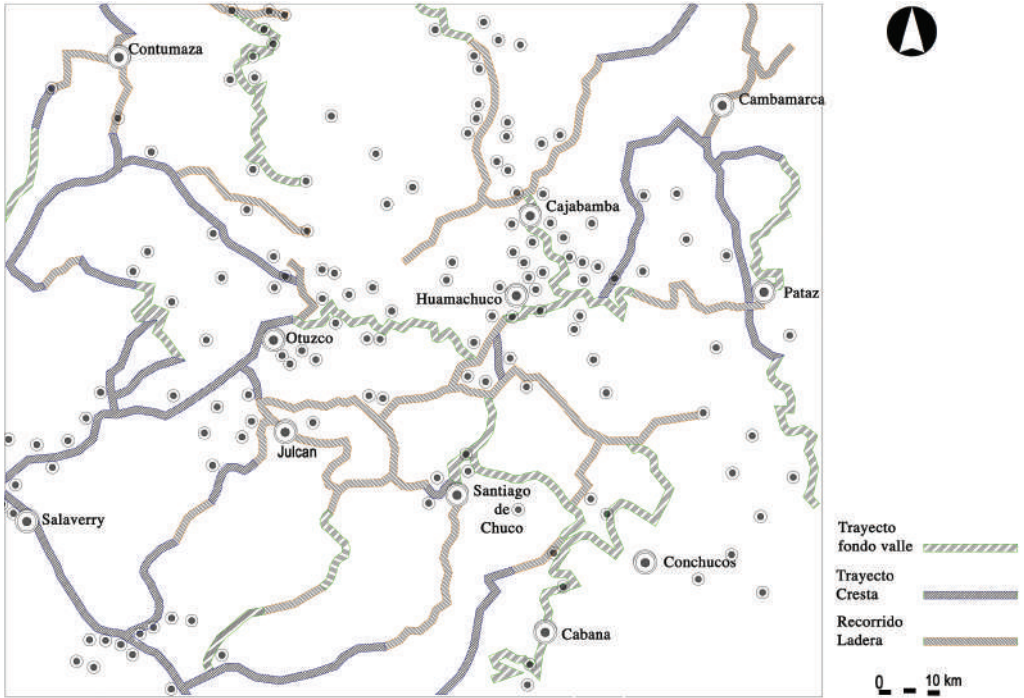 Contumaza
Cambamarca
Cajabamba
Huamachuco
Pataz
Otuzco
Julcan
Santiago
de
Chuco
Salaverry
Conchucos
Cabana
Trayecto
fondo valle
Trayecto
Cresta
Recorrido
Ladera
0 10 km